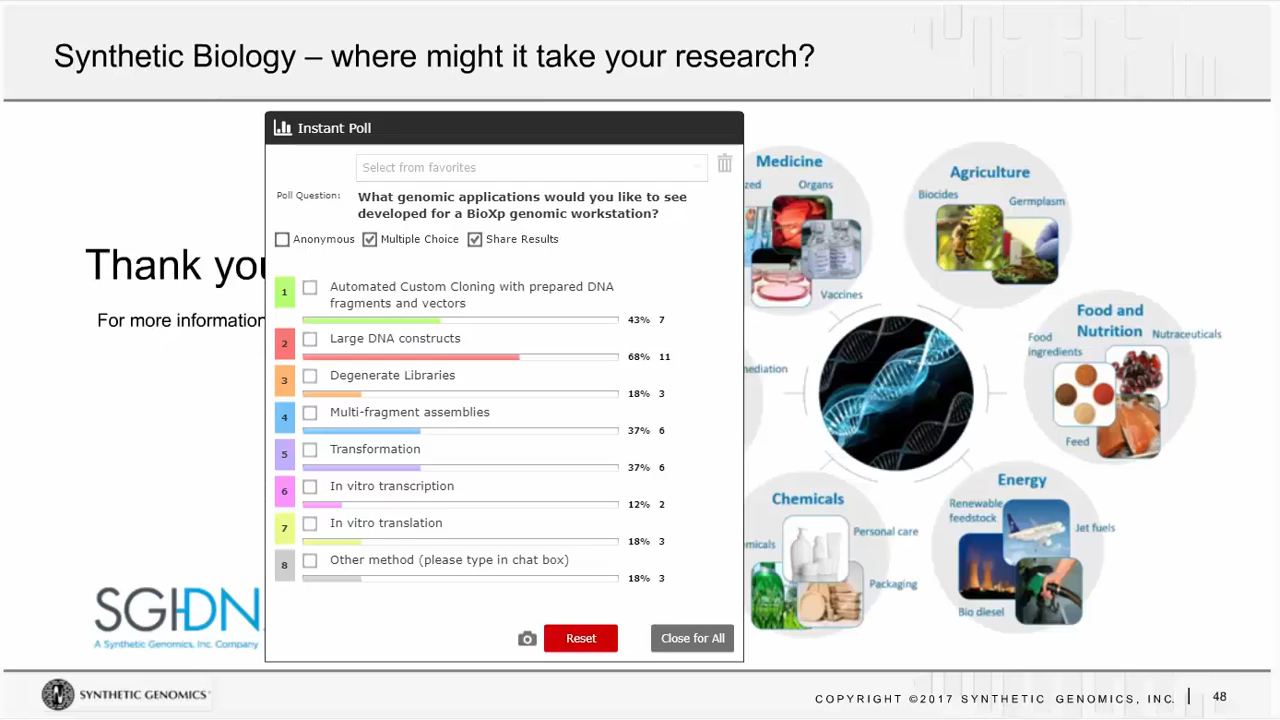 Synthetic Biology – where might it take your research?
Instant Poll
Select from favorites
Poll Question:
What genomic applications would you like to see
developed for a BioXp genomic workstation?
Anonymous
Multiple Choice
Share Results
1
Automated Custom Cloning with prepared DNA
fragments and vectors
43% 7
2
Large DNA constructs
68% 11
3
Degenerate Libraries
18% 3
4
Multi-fragment assemblies
37% 6
5
Transformation
37% 6
6
In vitro transcription
12% 2
7
In vitro translation
18% 3
8
Other method (please type in chat box)
18% 3
Reset
Close for All
Thank you
For more information
SGI-DN
A Synthetic Genomics, Inc. Company
Medicine
Organs
Vaccines
Agriculture
Biocides
Germplasm
Food and
Nutrition
Nutraceuticals
Food
ingredients
Feed
Energy
Renewable
feedstock
Jet fuels
Bio diesel
Chemicals
Personal care
Packaging
SYNTHETIC GENOMICS
COPYRIGHT ©2017 SYNTHETIC GENOMICS, INC.
48